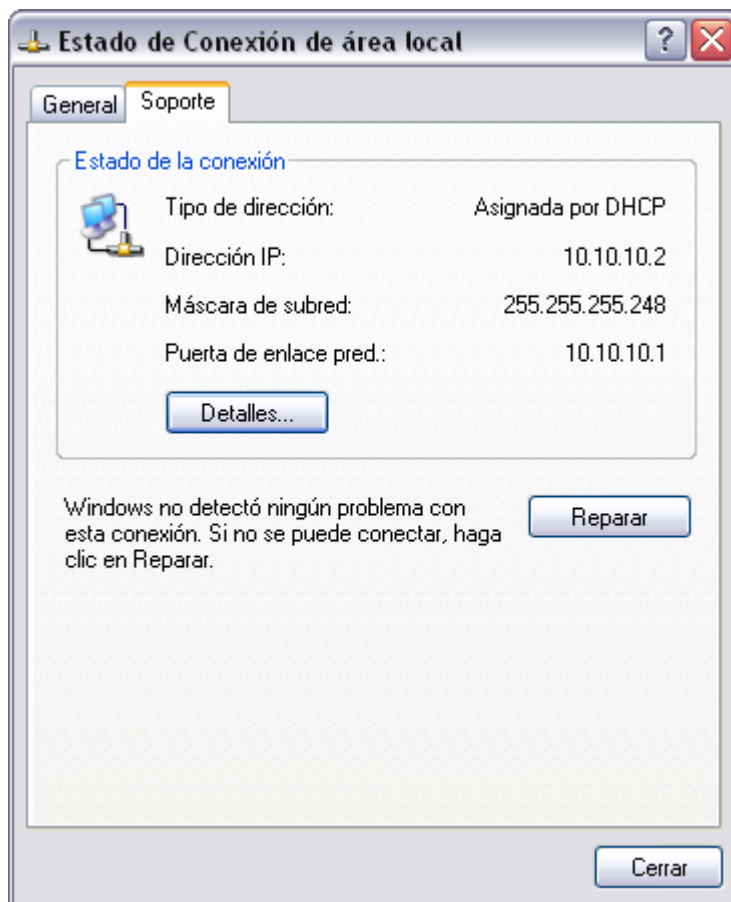 Estado de Conexión de área local
General
Soporte
Estado de la conexión
Tipo de dirección: Asignada por DHCP
Dirección IP: 10.10.10.2
Máscara de subred: 255.255.255.248
Puerta de enlace pred.: 10.10.10.1
Detalles...
Windows no detectó ningún problema con
esta conexión. Si no se puede conectar, haga
clic en Reparar.
Reparar
Cerrar